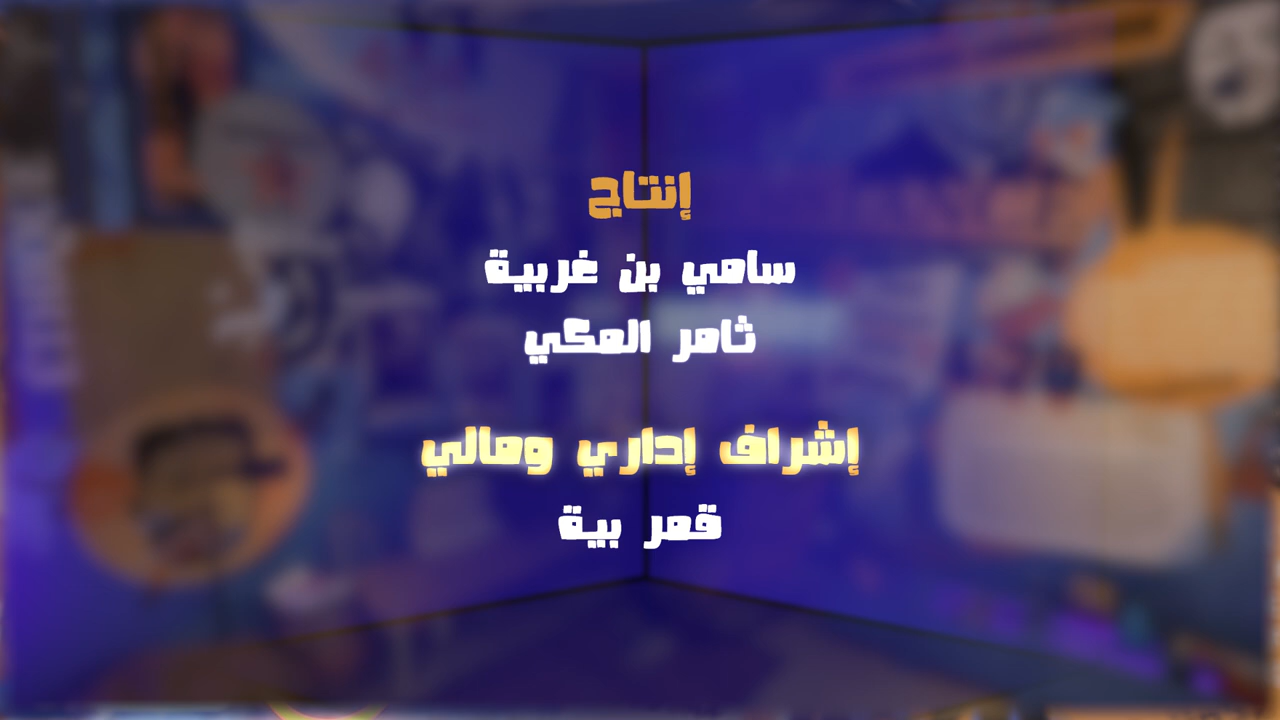 إنتاج
سامي بن غربية
ثامر المكي
إشراف إداري ومالي
قمر بية